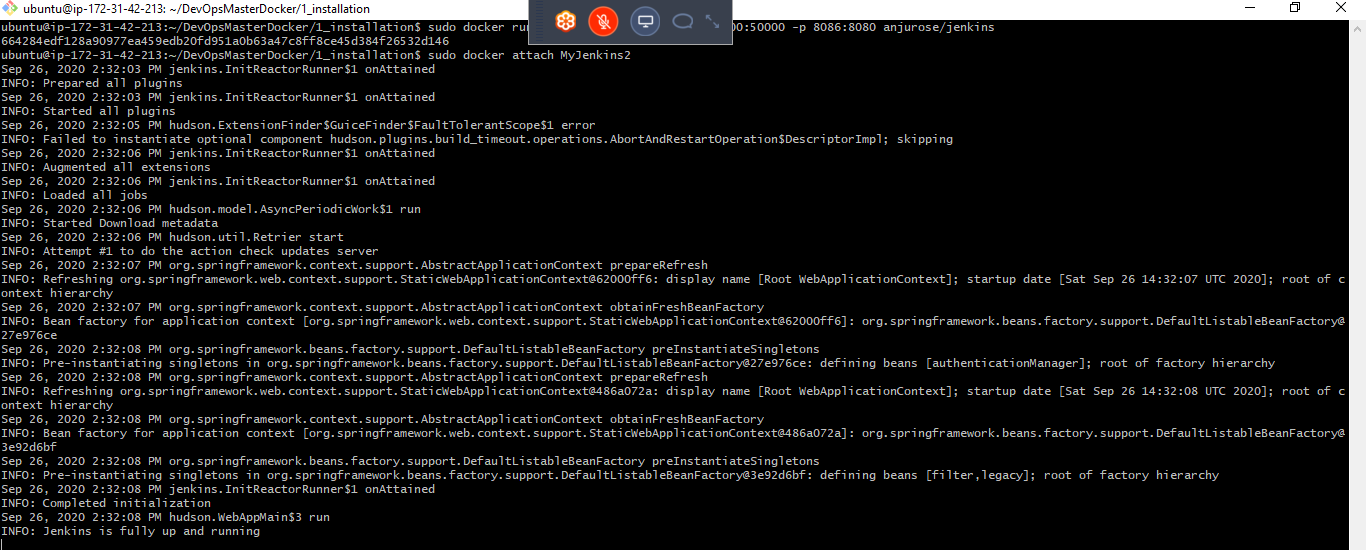 ubuntu@ip-172-31-42-213: ~/DevOpsMasterDocker/1_installation
ubuntu@ip-172-31-42-213:~/DevOpsMasterDocker/1_installation$ sudo docker run 00:50000 -p 8086:8080 anjurose/jenkins
664284edf128a90977ea459edb20fd951a0b63a47c8ff8ce45d384f26532d146
ubuntu@ip-172-31-42-213:~/DevOpsMasterDocker/1_installation$ sudo docker attach MyJenkins2
Sep 26, 2020 2:32:03 PM jenkins.InitReactorRunner$1 onAttained
INFO: Prepared all plugins
Sep 26, 2020 2:32:03 PM jenkins.InitReactorRunner$1 onAttained
INFO: Started all plugins
Sep 26, 2020 2:32:05 PM hudson.ExtensionFinder$GuiceFinder$FaultTolerantScope$1 error
INFO: Failed to instantiate optional component hudson.plugins.build_timeout.operations.AbortAndRestartOperation$DescriptorImpl; skipping
Sep 26, 2020 2:32:06 PM jenkins.InitReactorRunner$1 onAttained
INFO: Augmented all extensions
Sep 26, 2020 2:32:06 PM jenkins.InitReactorRunner$1 onAttained
INFO: Loaded all jobs
Sep 26, 2020 2:32:06 PM hudson.model.AsyncPeriodicWork$1 run
INFO: Started Download metadata
Sep 26, 2020 2:32:06 PM hudson.util.Retrier start
INFO: Attempt #1 to do the action check updates server
Sep 26, 2020 2:32:07 PM org.springframework.context.support.AbstractApplicationContext prepareRefresh
INFO: Refreshing org.springframework.web.context.support.StaticWebApplicationContext@62000ff6: display name [Root WebApplicationContext]; startup date [Sat Sep 26 14:32:07 UTC 2020]; root of c
ontext hierarchy
Sep 26, 2020 2:32:07 PM org.springframework.context.support.AbstractApplicationContext obtainFreshBeanFactory
INFO: Bean factory for application context [org.springframework.web.context.support.StaticWebApplicationContext@62000ff6]: org.springframework.beans.factory.support.DefaultListableBeanFactory@
27e976ce
Sep 26, 2020 2:32:08 PM org.springframework.beans.factory.support.DefaultListableBeanFactory preInstantiateSingletons
INFO: Pre-instantiating singletons in org.springframework.beans.factory.support.DefaultListableBeanFactory@27e976ce: defining beans [authenticationManager]; root of factory hierarchy
Sep 26, 2020 2:32:08 PM org.springframework.context.support.AbstractApplicationContext prepareRefresh
INFO: Refreshing org.springframework.web.context.support.StaticWebApplicationContext@486a072a: display name [Root WebApplicationContext]; startup date [Sat Sep 26 14:32:08 UTC 2020]; root of c
ontext hierarchy
Sep 26, 2020 2:32:08 PM org.springframework.context.support.AbstractApplicationContext obtainFreshBeanFactory
INFO: Bean factory for application context [org.springframework.web.context.support.StaticWebApplicationContext@486a072a]: org.springframework.beans.factory.support.DefaultListableBeanFactory@
3e92d6bf
Sep 26, 2020 2:32:08 PM org.springframework.beans.factory.support.DefaultListableBeanFactory preInstantiateSingletons
INFO: Pre-instantiating singletons in org.springframework.beans.factory.support.DefaultListableBeanFactory@3e92d6bf: defining beans [filter,legacy]; root of factory hierarchy
Sep 26, 2020 2:32:08 PM jenkins.InitReactorRunner$1 onAttained
INFO: Completed initialization
Sep 26, 2020 2:32:08 PM hudson.WebAppMain$3 run
INFO: Jenkins is fully up and running